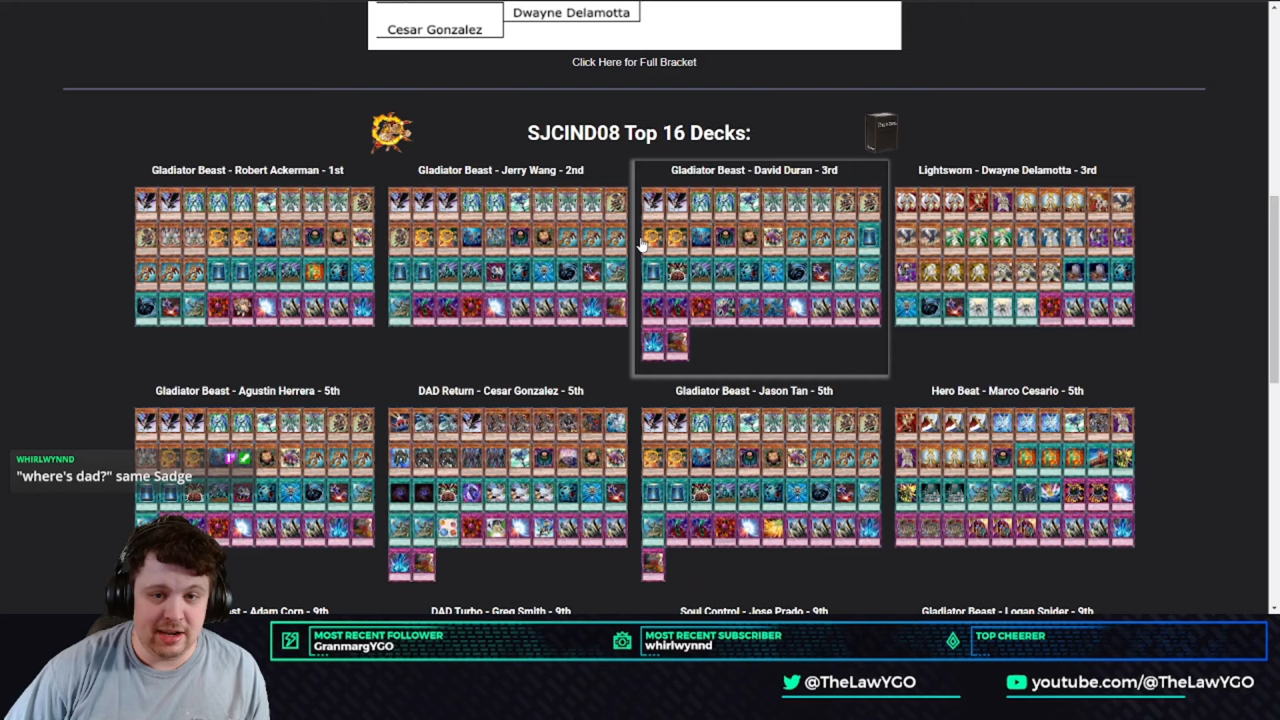 Dwayne Delamotta
Cesar Gonzalez
Click Here for Full Bracket
SJCIND08 Top 16 Decks:
Gladiator Beast - Robert Ackerman - 1st
Gladiator Beast - Jerry Wang - 2nd
Gladiator Beast - David Duran - 3rd
Lightsworn - Dwayne Delamotta - 3rd
Gladiator Beast - Agustin Herrera - 5th
DAD Return - Cesar Gonzalez - 5th
Gladiator Beast - Jason Tan - 5th
Hero Beat - Marco Cesario - 5th
WHIRLWYNND
"where's dad?" same Sadge
Adam Corn - 9th
DAD Turbo - Greg Smith - 9th
Soul Control - Jose Prado - 9th
Gladiator Beast - Logan Snider - 9th
MOST RECENT FOLLOWER
GranmargYGO
MOST RECENT SUBSCRIBER
whirlwynnd
TOP CHEERER
@TheLawYGO
youtube.com/@TheLawYGO